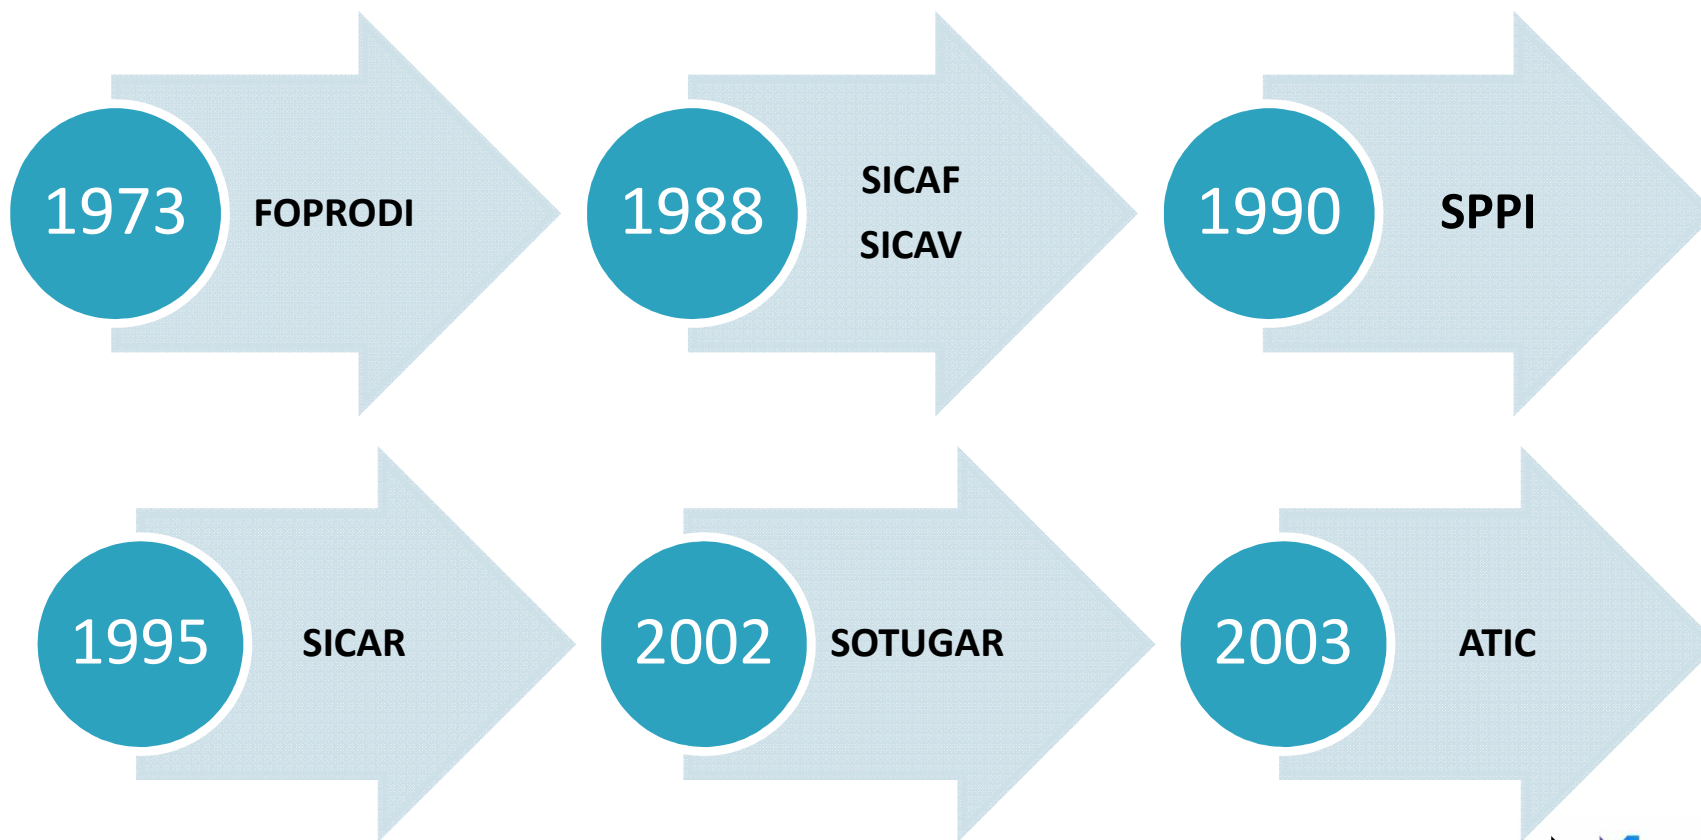 1973
FOPRODI
1988
SICAF
SICAV
1990
SPPI
1995
SICAR
2002
SOTUGAR
2003
ATIC